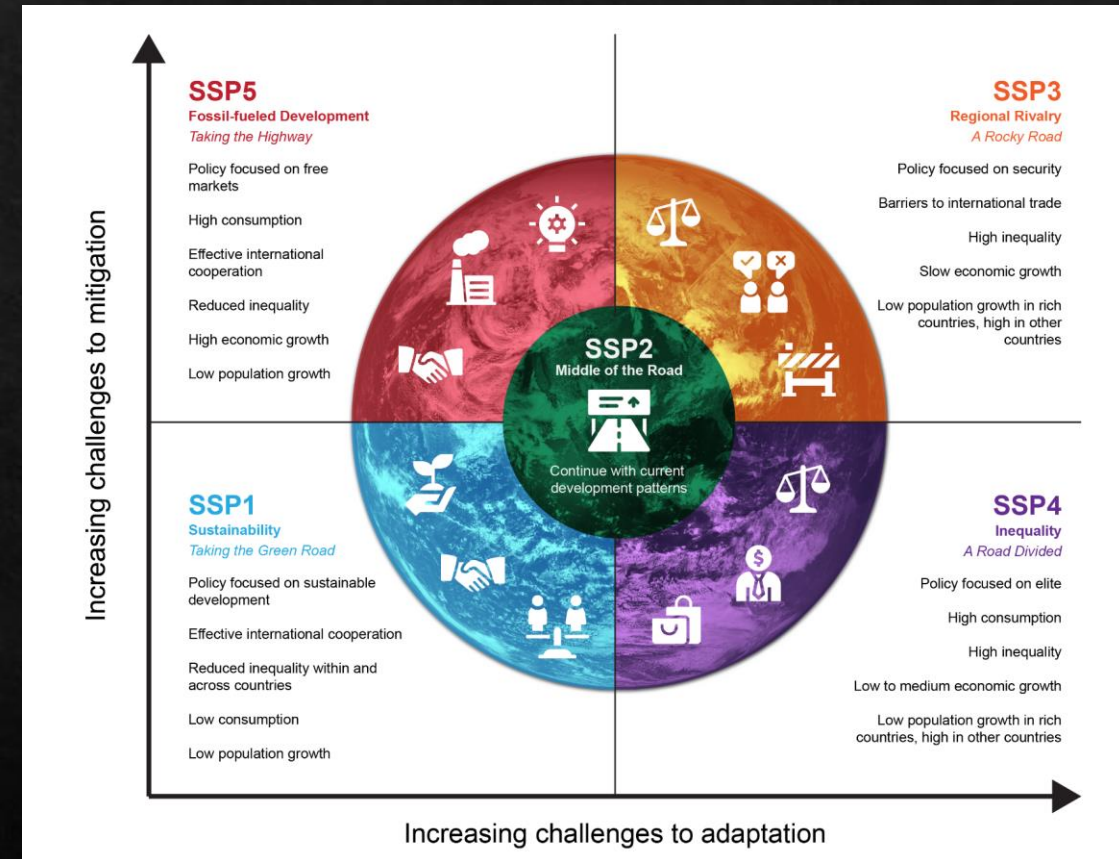 Increasing challenges to mitigation
SSP5
Fossil-fueled Development
Taking the Highway
Policy focused on free
markets
High consumption
Effective international
cooperation
Reduced inequality
High economic growth
Low population growth
SSP3
Regional Rivalry
A Rocky Road
Policy focused on security
Barriers to international trade
High inequality
Slow economic growth
Low population growth in rich
countries, high in other
countries
SSP2
Middle of the Road
Continue with current
development patterns
SSP1
Sustainability
Taking the Green Road
Policy focused on sustainable
development
Effective international cooperation
Reduced inequality within and
across countries
Low consumption
Low population growth
SSP4
Inequality
A Road Divided
Policy focused on elite
High consumption
High inequality
Low to medium economic growth
Low population growth in rich
countries, high in other countries
Increasing challenges to adaptation